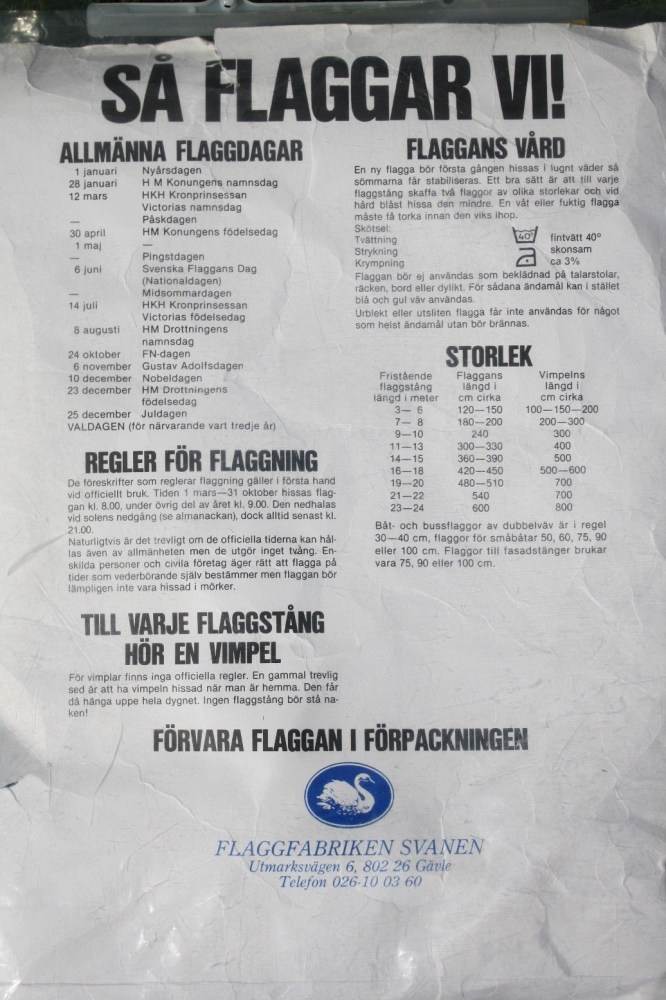 SÅ FLAGGAR VI!
ALLMÄNNA FLAGGDAGAR
1 januari Nyårsdagen
28 januari H M Konungens namnsdag
12 mars HKH Kronprinsessan
Victorias namnsdag
— Påskdagen
30 april HM Konungens födelsedag
1 maj —
— Pingstdagen
6 juni Svenska Flaggans Dag
(Nationaldagen)
— Midsommardagen
14 juli HKH Kronprinsessan
Victorias födelsedag
8 augusti HM Drottningens
namnsdag
24 oktober FN-dagen
6 november Gustav Adolfsdagen
10 december Nobeldagen
23 december HM Drottningens
födelsedag
25 december Juldagen
VALDAGEN (för närvarande vart tredje år)
REGLER FÖR FLAGGNING
De föreskrifter som reglerar flaggning gäller i första hand
vid officiellt bruk. Tiden 1 mars—31 oktober hissas flag-
gan kl. 8.00, under övrig del av året kl. 9.00. Den nedhalas
vid solens nedgång (se almanackan), dock alltid senast kl.
21.00.
Naturligtvis är det trevligt om de officiella tiderna kan hål-
las även av allmänheten men de utgör inget tvång. En-
skilda personer och civila företag äger rätt att flagga på
tider som vederbörande själv bestämmer men flaggan bör
lämpligen inte vara hissad i mörker.
TILL VARJE FLAGGSTÅNG
HÖR EN VIMPEL
För vimplar finns inga officiella regler. En gammal trevlig
sed är att ha vimpeln hissad när man är hemma. Den får
då hänga uppe hela dygnet. Ingen flaggstång bör stå na-
ken!
FLAGGANS VÅRD
En ny flagga bör första gången hissas i lugnt väder så
sömmarna får stabiliseras. Ett bra sätt är att till varje
flaggstång skaffa två flaggor av olika storlekar och vid
hård blåst hissa den mindre. En våt eller fuktig flagga
måste få torka innan den viks ihop.
Skötsel:
Tvättning 40° fintvätt 40°
Strykning skonsam
Krympning ca 3%
Flaggan bör ej användas som beklädnad på talarstolar,
räcken, bord eller dylikt. För sådana ändamål kan i stället
blå och gul väv användas.
Urblekt eller utsliten flagga får inte användas för något
som helst ändamål utan bör brännas.
STORLEK
Fristående Flaggans Vimpelns
flaggstång längd i längd i
längd i meter cm cirka cm cirka
3— 6 120—150 100—150—200
7— 8 180—200 200—300
9—10 240 300
11—13 300—330 400
14—15 360—390 500
16—18 420—450 500—600
19—20 480—510 700
21—22 540 700
23—24 600 800
Båt- och bussflaggor av dubbelväv är i regel
30—40 cm, flaggor för småbåtar 50, 60, 75, 90
eller 100 cm. Flaggor till fasadstänger brukar
vara 75, 90 eller 100 cm.
FÖRVARA FLAGGAN I FÖRPACKNINGEN
FLAGGFABRIKEN SVANEN
Utmarksvägen 6, 802 26 Gävle
Telefon 026-10 03 60